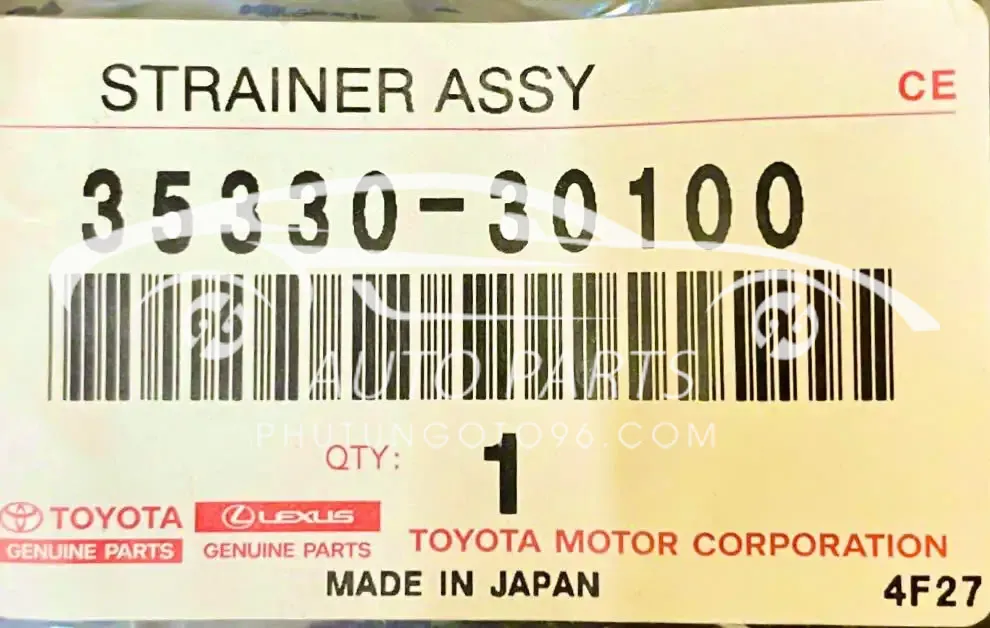 STRAINER ASSY CE
35330-30100
AUTO PARTS
PHUTUNGOTO96.COM
QTY: 1
TOYOTA LEXUS
GENUINE PARTS GENUINE PARTS TOYOTA MOTOR CORPORATION
MADE IN JAPAN 4F27